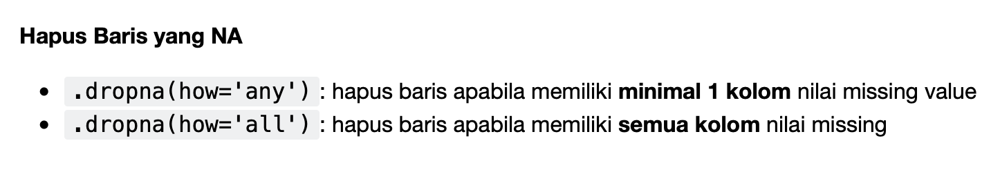 Hapus Baris yang NA
• .dropna(how='any') : hapus baris apabila memiliki minimal 1 kolom nilai missing value
• .dropna(how='all') : hapus baris apabila memiliki semua kolom nilai missing